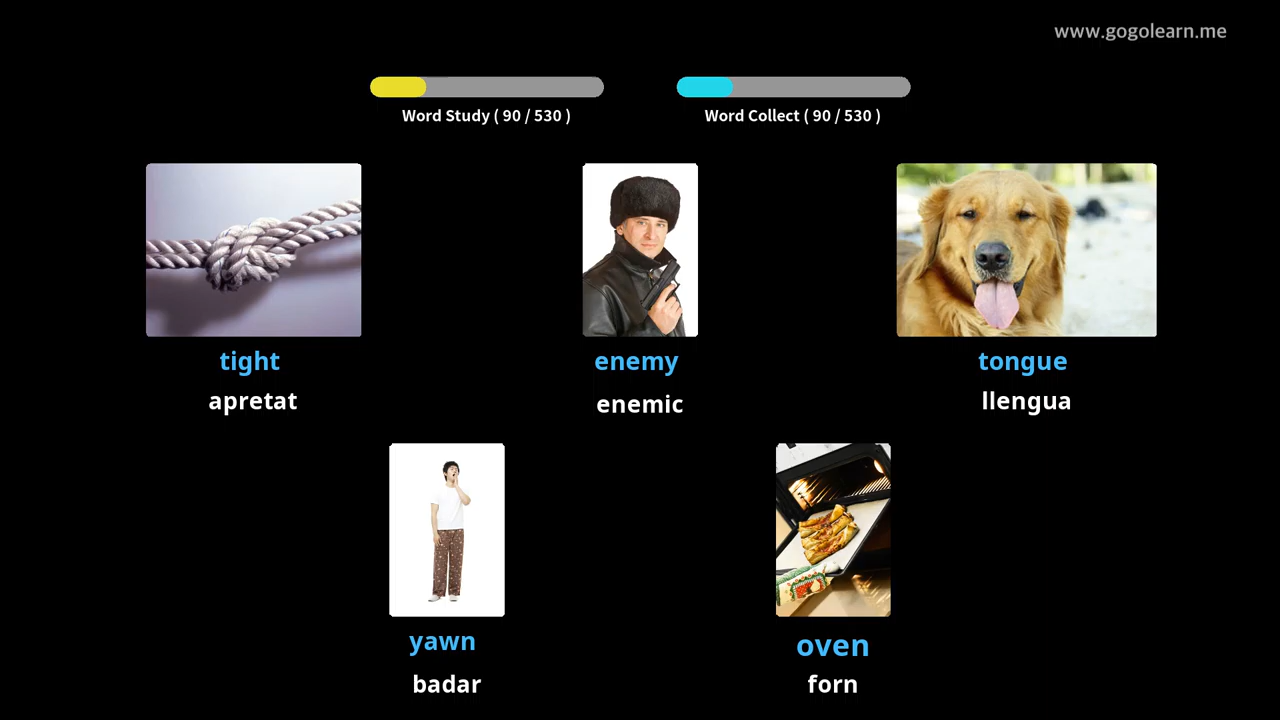 www.gogolearn.me
Word Study ( 90 / 530 )
Word Collect ( 90 / 530 )
tight
apretat
enemy
enemic
tongue
llengua
yawn
badar
oven
forn